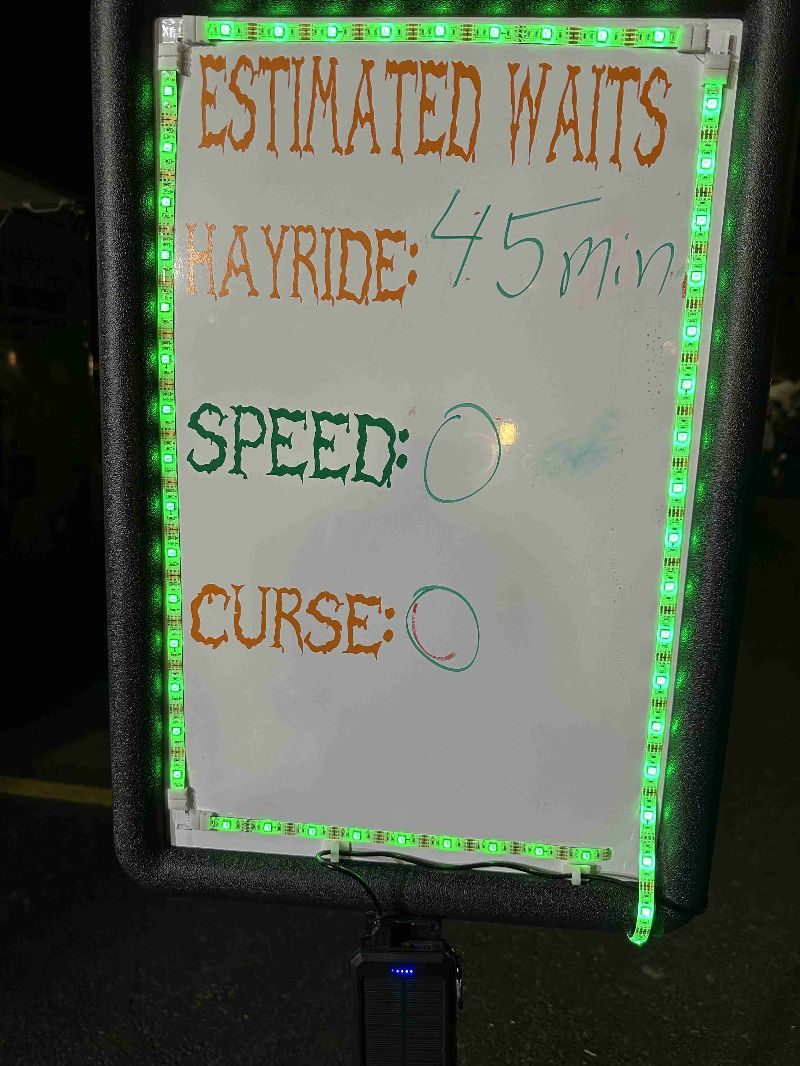 ESTIMATED WAITS
HAYRIDE: 45 min
SPEED: 0
CURSE: 0